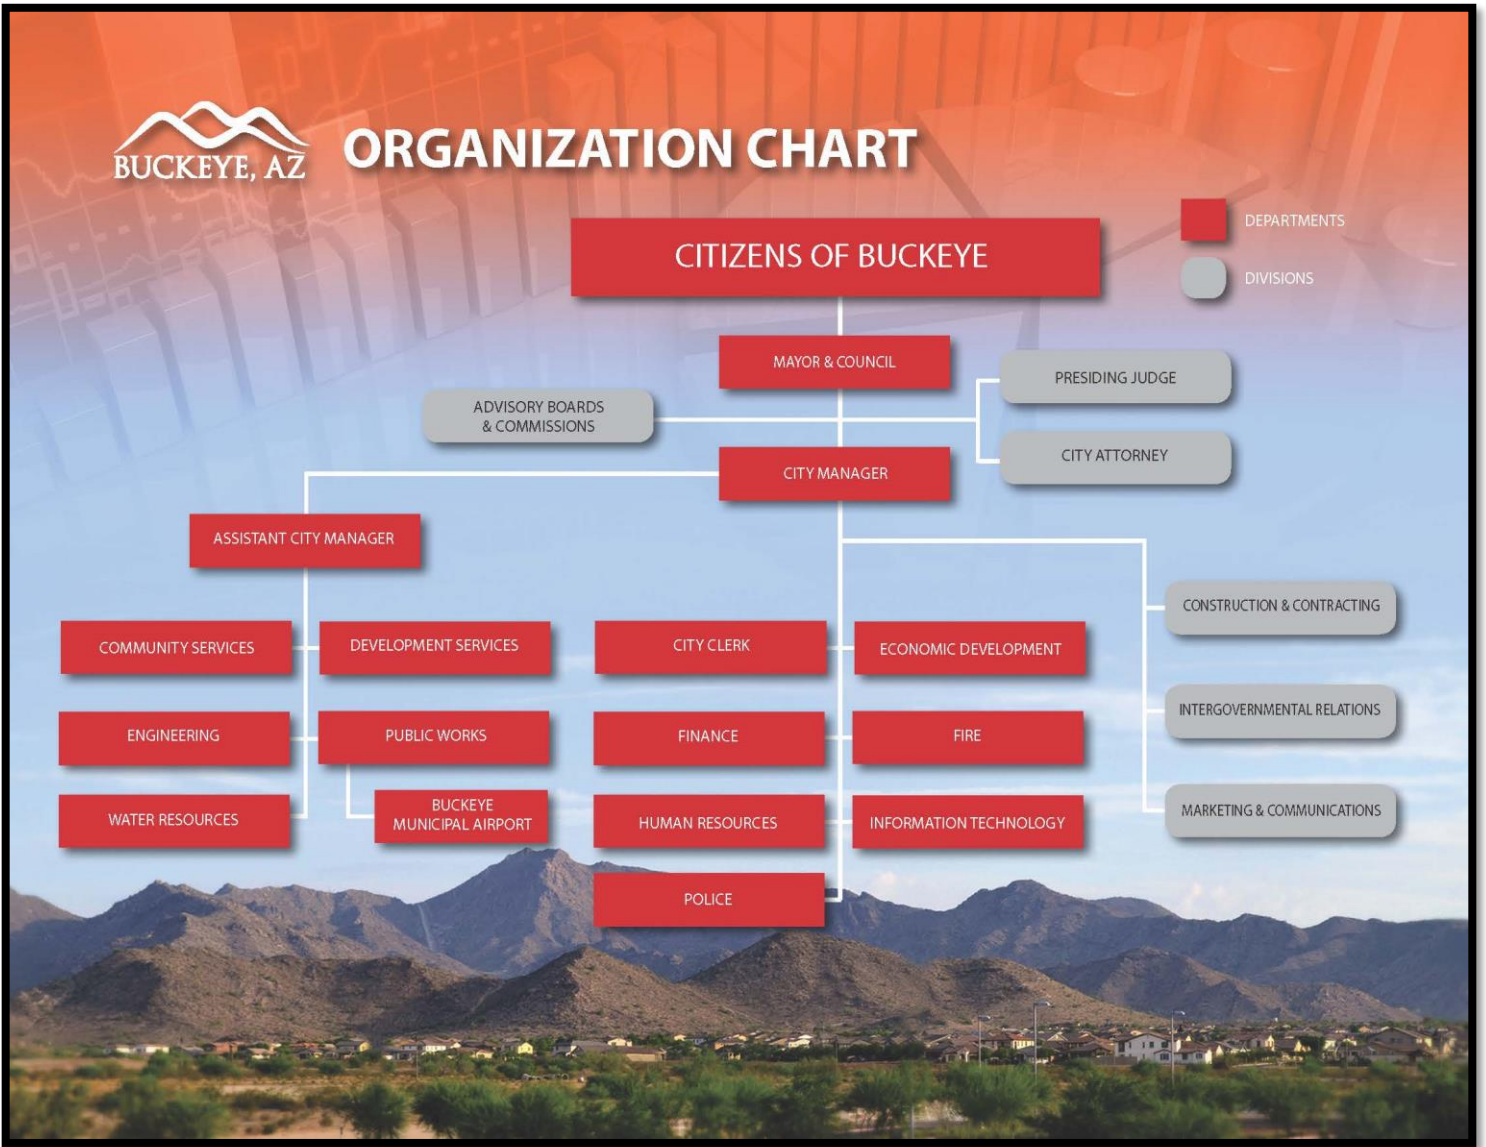 BUCKEYE, AZ
ORGANIZATION CHART
DEPARTMENTS
DIVISIONS
CITIZENS OF BUCKEYE
MAYOR & COUNCIL
PRESIDING JUDGE
ADVISORY BOARDS
& COMMISSIONS
CITY ATTORNEY
CITY MANAGER
ASSISTANT CITY MANAGER
COMMUNITY SERVICES
DEVELOPMENT SERVICES
ENGINEERING
PUBLIC WORKS
WATER RESOURCES
BUCKEYE
MUNICIPAL AIRPORT
CITY CLERK
ECONOMIC DEVELOPMENT
FINANCE
FIRE
HUMAN RESOURCES
INFORMATION TECHNOLOGY
POLICE
CONSTRUCTION & CONTRACTING
INTERGOVERNMENTAL RELATIONS
MARKETING & COMMUNICATIONS